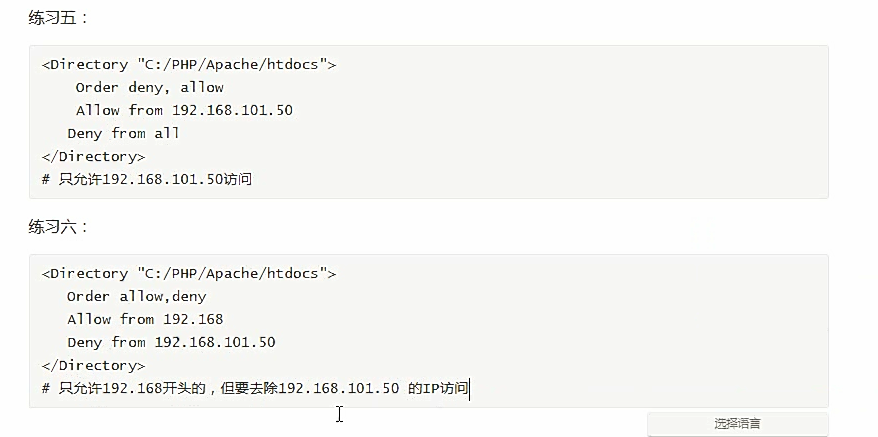 练习五：
<Directory "C:/PHP/Apache/htdocs">
Order deny, allow
Allow from 192.168.101.50
Deny from all
</Directory>
# 只允许192.168.101.50访问
练习六：
<Directory "C:/PHP/Apache/htdocs">
Order allow,deny
Allow from 192.168
Deny from 192.168.101.50
</Directory>
# 只允许192.168开头的，但要去除192.168.101.50 的IP访问
选择语言